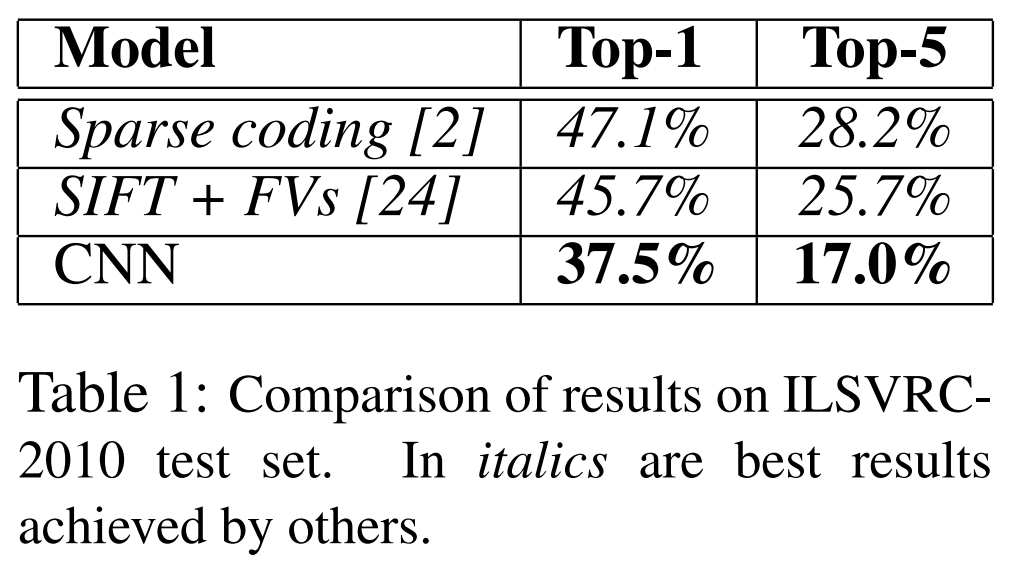 Model Top-1 Top-5
Sparse coding [2] 47.1% 28.2%
SIFT + FVs [24] 45.7% 25.7%
CNN 37.5% 17.0%
Table 1: Comparison of results on ILSVRC-
2010 test set. In italics are best results
achieved by others.